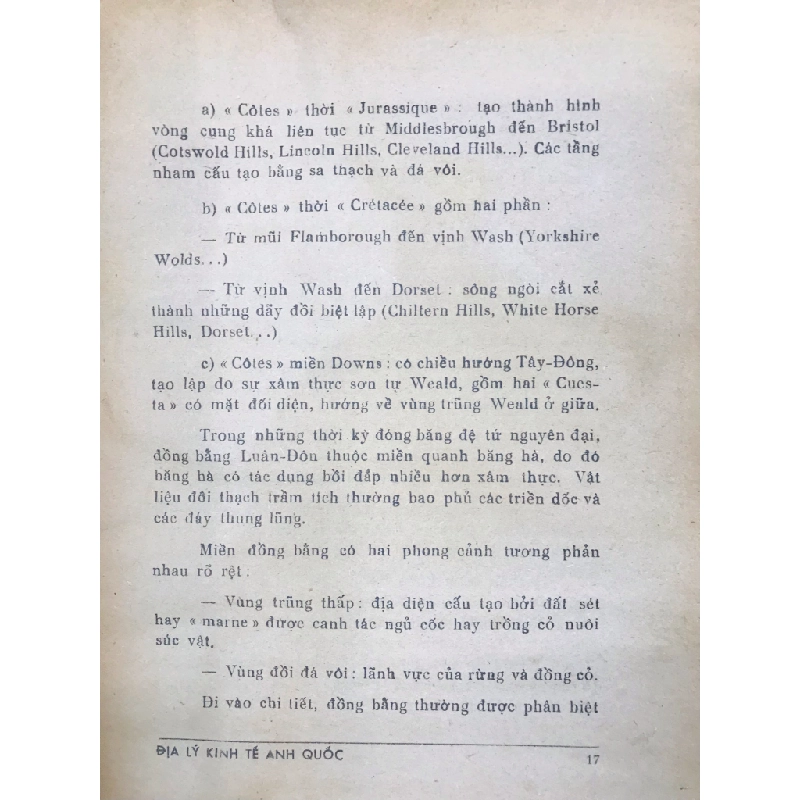 a) « Côtes » thời « Jurassique » : tạo thành hình
vòng cung khá liên tục từ Middlesbrough đến Bristol
(Cotswold Hills, Lincoln Hills, Cleveland Hills...). Các tầng
nham cấu tạo bằng sa thạch và đá vôi.
b) « Côtes » thời « Crétacée » gồm hai phần :
— Từ mũi Flamborough đến vịnh Wash (Yorkshire
Wolds...)
— Từ vịnh Wash đến Dorset : sông ngòi cắt xẻ
thành những dãy đồi biệt lập (Chiltern Hills, White Horse
Hills, Dorset...)
c) « Côtes » miền Downs : có chiều hướng Tây-Đông,
tạo lập do sự xâm thực sơn tự Weald, gồm hai « Cues-
ta » có mặt đối diện, hướng về vùng trũng Weald ở giữa.
Trong những thời kỳ đóng băng đệ tứ nguyên đại,
đồng bằng Luân-Đôn thuộc miền quanh băng hà, do đó
băng hà có tác dụng bồi đắp nhiều hơn xâm thực. Vật
liệu đôi thạch trầm tích thường bao phủ các triền dốc và
các đáy thung lũng.
Miền đồng bằng có hai phong cảnh tương phản
nhau rõ rệt :
— Vùng trũng thấp : địa diện cấu tạo bởi đất sét
hay « marne » được canh tác ngủ cốc hay trồng cỏ nuôi
súc vật.
— Vùng đồi đá vôi : lãnh vực của rừng và đồng cỏ.
Đi vào chi tiết, đồng bằng thường được phân biệt
ĐỊA LÝ KINH TẾ ANH QUỐC
17